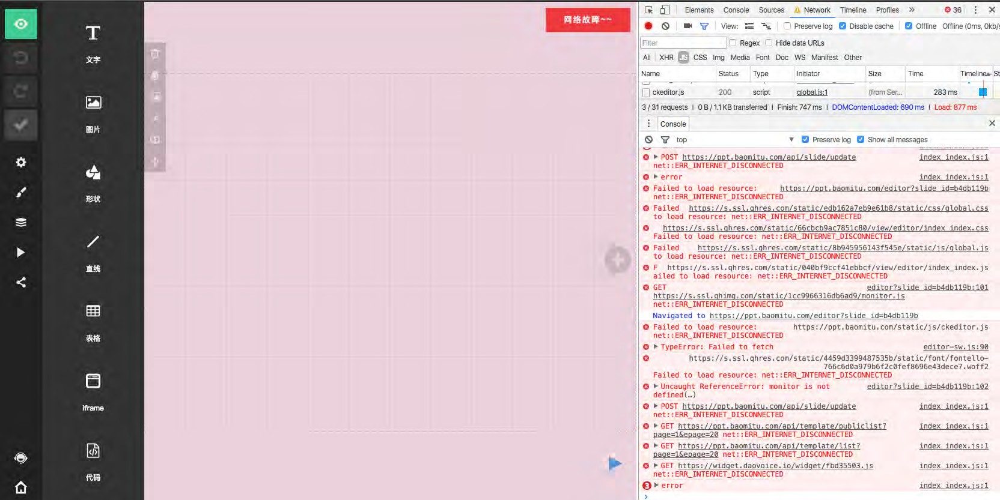 文字
图片
形状
直线
表格
iframe
代码
网络故障~~
Elements Console Sources Network Timeline Profiles » 36
View: Preserve log Disable cache Offline Offline (0ms, 0kb/s
Filter Regex Hide data URLs
All XHR JS CSS Img Media Font Doc WS Manifest Other
Name Status Type Initiator Size Time Timeline St
ckeditor.js 200 script global.js:1 (from Ser... 283 ms
3 / 31 requests | 0 B / 1.1 KB transferred | Finish: 747 ms | DOMContentLoaded: 690 ms | Load: 877 ms
Console
top Preserve log Show all messages
POST https://ppt.baomitu.com/api/slide/update index_index.js:1
net::ERR_INTERNET_DISCONNECTED
error index_index.js:1
Failed to load resource: https://ppt.baomitu.com/editor?slide_id=b4db119b
net::ERR_INTERNET_DISCONNECTED
Failed https://s.ssl.qhres.com/static/edb162a7eb9e61b8/static/css/global.css
to load resource: net::ERR_INTERNET_DISCONNECTED
https://s.ssl.qhres.com/static/66cbcb9ac7851c80/view/editor/index_index.css
Failed to load resource: net::ERR_INTERNET_DISCONNECTED
Failed https://s.ssl.qhres.com/static/8b945956143f545e/static/js/global.js
to load resource: net::ERR_INTERNET_DISCONNECTED
F https://s.ssl.qhres.com/static/040bf9ccf41ebbcf/view/editor/index_index.js
ailed to load resource: net::ERR_INTERNET_DISCONNECTED
GET editor?slide_id=b4db119b:101
https://s.ssl.qhimg.com/static/1cc9966316db6ad9/monitor.js
net::ERR_INTERNET_DISCONNECTED
Navigated to https://ppt.baomitu.com/editor?slide_id=b4db119b
Failed to load resource: https://ppt.baomitu.com/static/js/ckeditor.js
net::ERR_INTERNET_DISCONNECTED
TypeError: Failed to fetch editor-sw.js:90
https://s.ssl.qhres.com/static/4459d3399487535b/static/font/fontello-
766c6d0a979b6f2c0fef8696e43dece7.woff2
Failed to load resource: net::ERR_INTERNET_DISCONNECTED
Uncaught ReferenceError: monitor is not editor?slide_id=b4db119b:102
defined(…)
POST https://ppt.baomitu.com/api/slide/update index_index.js:1
net::ERR_INTERNET_DISCONNECTED
GET https://ppt.baomitu.com/api/template/publiclist? index_index.js:1
page=1&epage=20 net::ERR_INTERNET_DISCONNECTED
GET https://ppt.baomitu.com/api/template/list? index_index.js:1
page=1&epage=20 net::ERR_INTERNET_DISCONNECTED
GET https://widget.daovoice.io/widget/fbd35503.js index_index.js:1
net::ERR_INTERNET_DISCONNECTED
3 error index_index.js:1